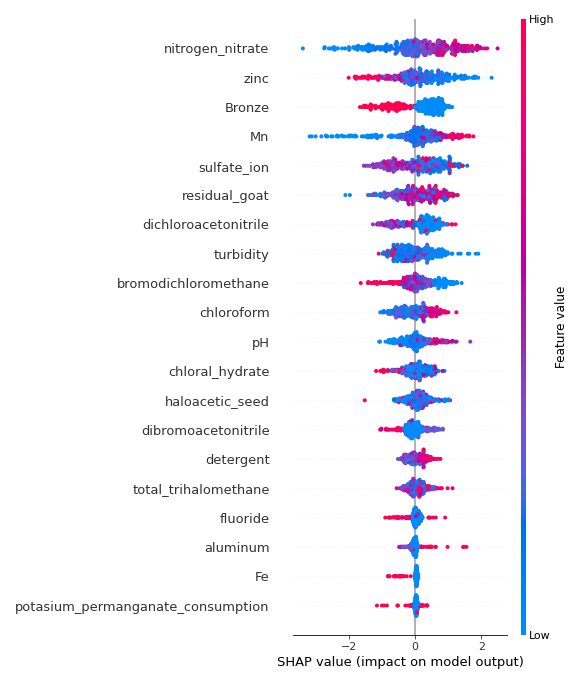 High
nitrogen_nitrate
zinc
Bronze
Mn
sulfate_ion
residual_goat
dichloroacetonitrile
turbidity
bromodichloromethane
chloroform
pH
chloral_hydrate
haloacetic_seed
dibromoacetonitrile
detergent
total_trihalomethane
fluoride
aluminum
Fe
potasium_permanganate_consumption
Low
Feature value
−2 0 2
SHAP value (impact on model output)